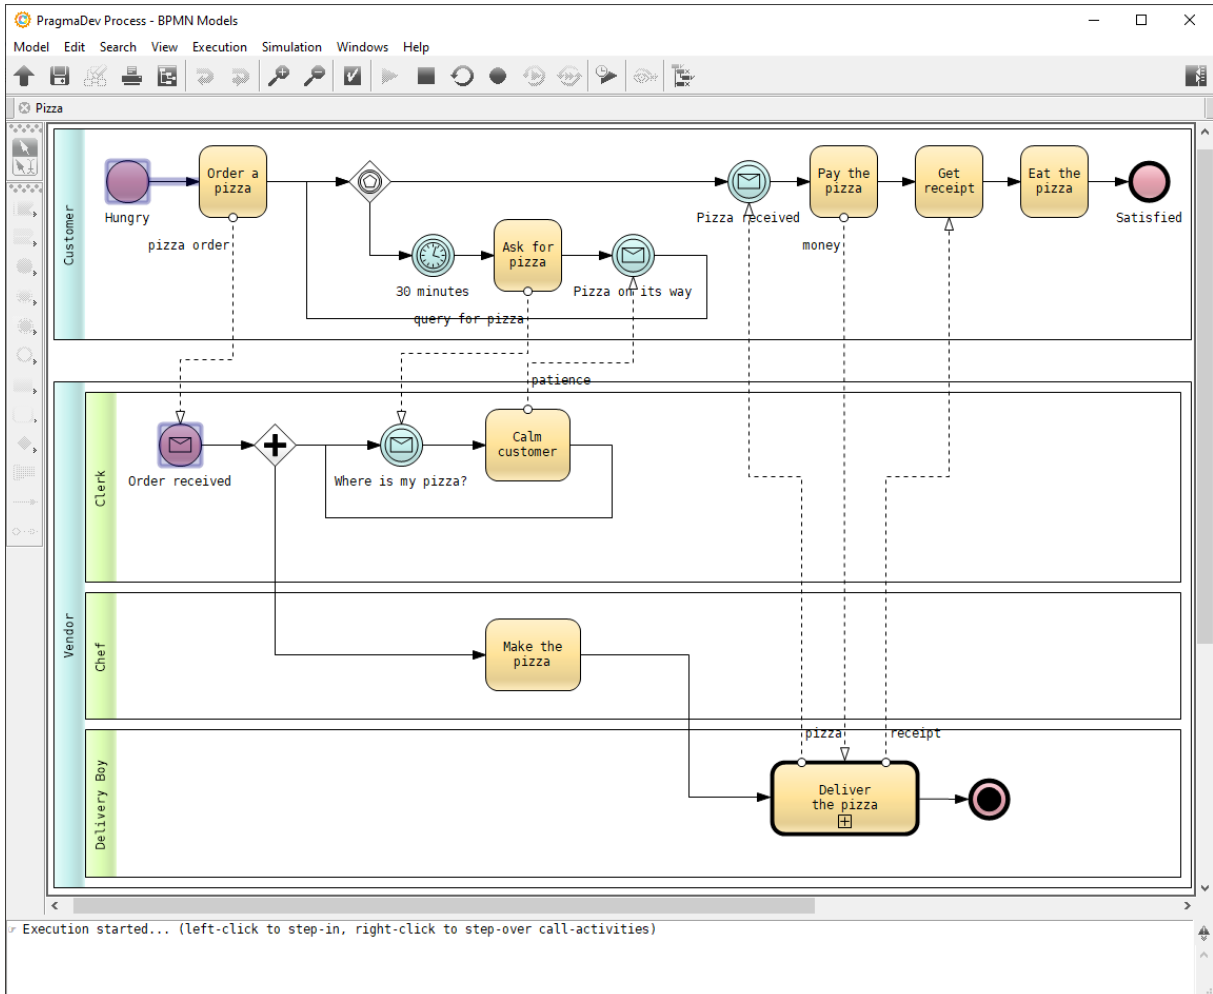 PragmaDev Process - BPMN Models
Model Edit Search View Execution Simulation Windows Help
Pizza
Customer
Hungry
Order a
pizza
pizza order
30 minutes
Ask for
pizza
query for pizza
Pizza on its way
Pizza received
Pay the
pizza
money
Get
receipt
Eat the
pizza
Satisfied
patience
Vendor
Clerk
Order received
Where is my pizza?
Calm
customer
Chef
Make the
pizza
Delivery Boy
pizza
receipt
Deliver
the pizza
Execution started... (left-click to step-in, right-click to step-over call-activities)